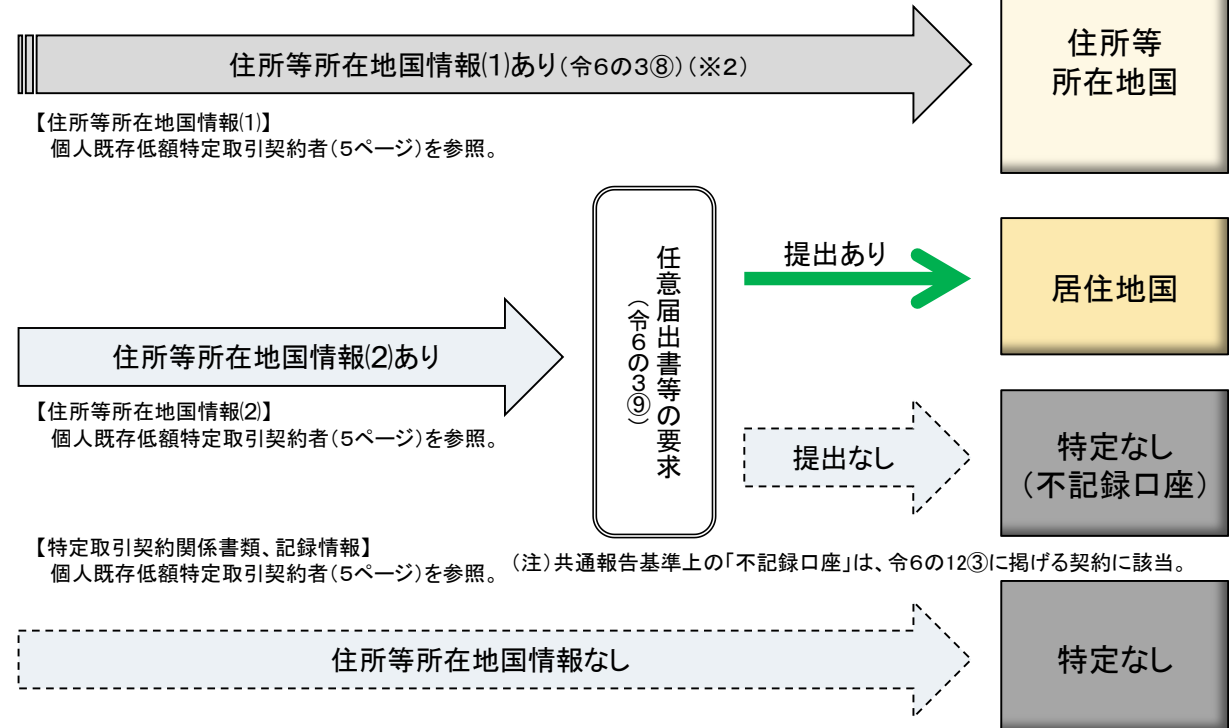 住所等所在地国情報⑴あり(令6の3⑧)(※2)
住所等
所在地国
【住所等所在地国情報⑴】
個人既存低額特定取引契約者(5ページ)を参照。
任意届出書等の要求
(令6の3⑨)
提出あり
居住地国
住所等所在地国情報⑵あり
【住所等所在地国情報⑵】
個人既存低額特定取引契約者(5ページ)を参照。
提出なし
特定なし
(不記録口座)
【特定取引契約関係書類、記録情報】
個人既存低額特定取引契約者(5ページ)を参照。
(注)共通報告基準上の「不記録口座」は、令6の12③に掲げる契約に該当。
住所等所在地国情報なし
特定なし